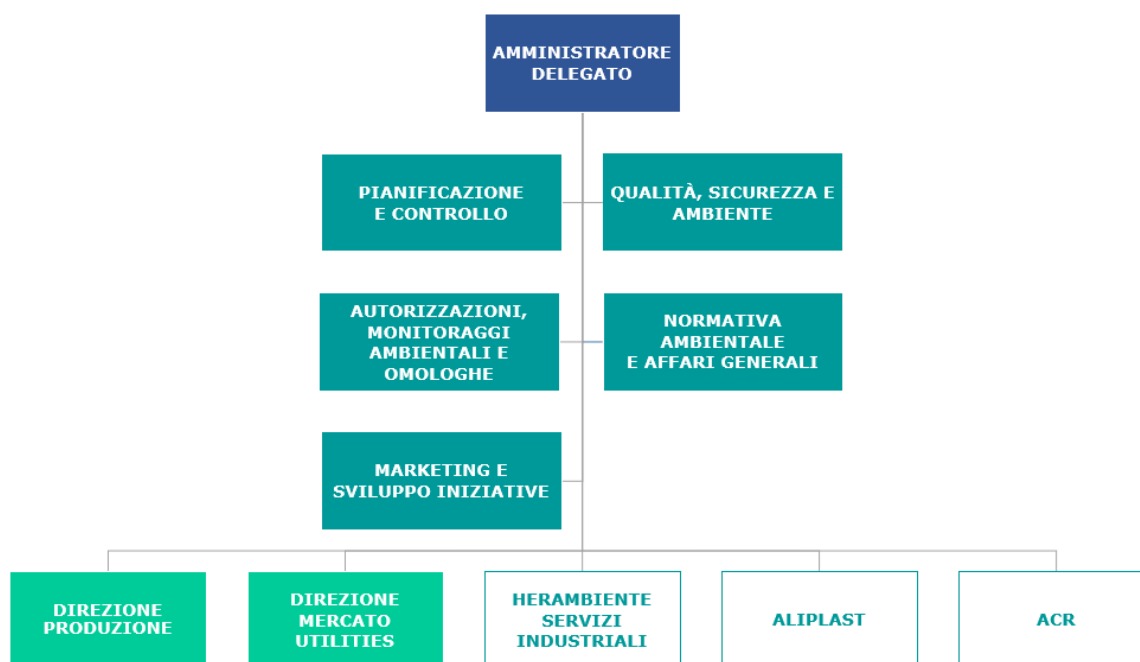 AMMINISTRATORE
DELEGATO
PIANIFICAZIONE
E CONTROLLO
QUALITÀ, SICUREZZA E
AMBIENTE
AUTORIZZAZIONI,
MONITORAGGI
AMBIENTALI E
OMOLOGHE
NORMATIVA
AMBIENTALE
E AFFARI GENERALI
MARKETING E
SVILUPPO INIZIATIVE
DIREZIONE
PRODUZIONE
DIREZIONE
MERCATO
UTILITIES
HERAMBIENTE
SERVIZI
INDUSTRIALI
ALIPLAST
ACR